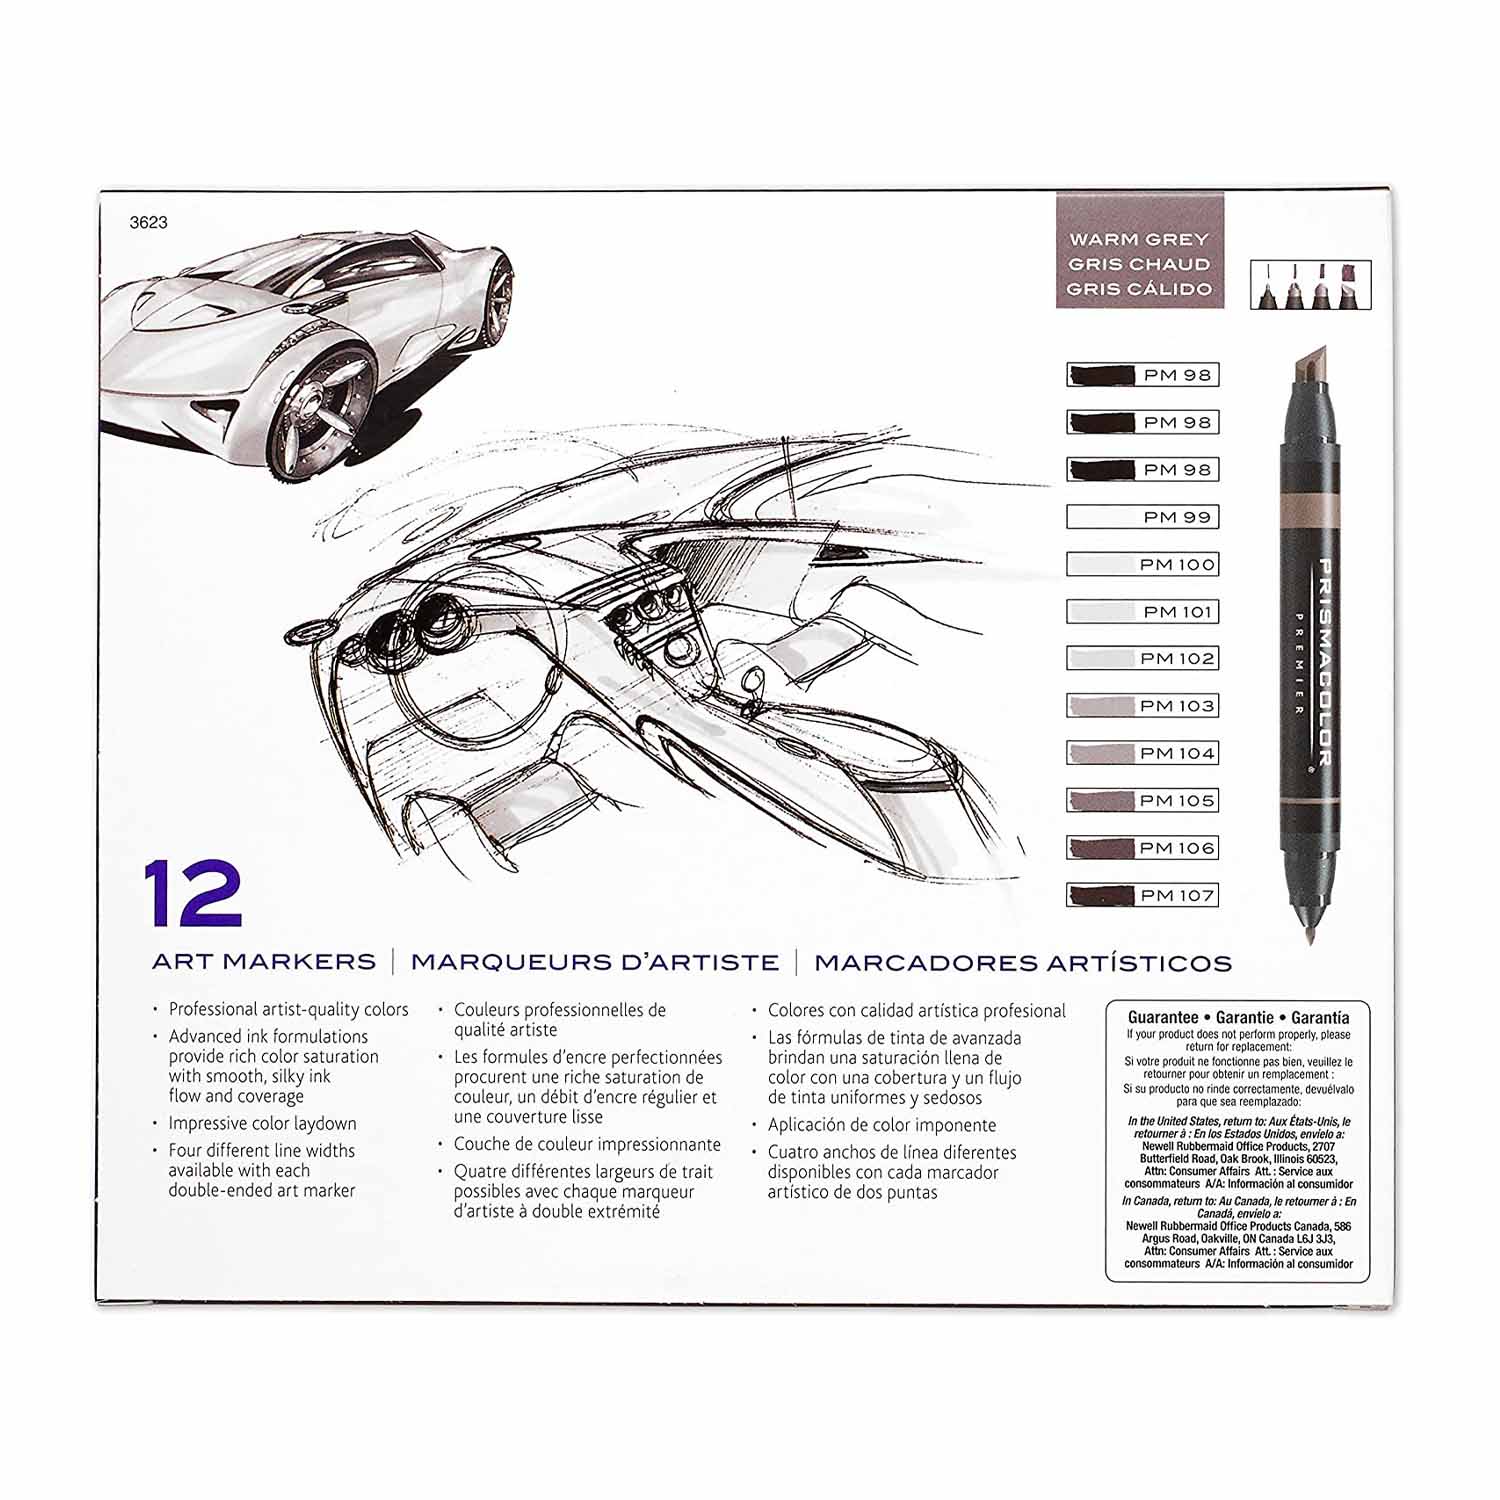 3623
WARM GREY
GRIS CHAUD
GRIS CÁLIDO
PM 98
PM 98
PM 98
PM 99
PM 100
PM 101
PM 102
PM 103
PM 104
PM 105
PM 106
PM 107
PRISMACOLOR®
PREMIER
12
ART MARKERS | MARQUEURS D'ARTISTE | MARCADORES ARTÍSTICOS
• Professional artist-quality colors
• Advanced ink formulations
provide rich color saturation
with smooth, silky ink
flow and coverage
• Impressive color laydown
• Four different line widths
available with each
double-ended art marker
• Couleurs professionnelles de
qualité artiste
• Les formules d'encre perfectionnées
procurent une riche saturation de
couleur, un débit d'encre régulier et
une couverture lisse
• Couche de couleur impressionnante
• Quatre différentes largeurs de trait
possibles avec chaque marqueur
d'artiste à double extrémité
• Colores con calidad artística profesional
• Las fórmulas de tinta de avanzada
brindan una saturación llena de
color con una cobertura y un flujo
de tinta uniformes y sedosos
• Aplicación de color imponente
• Cuatro anchos de línea diferentes
disponibles con cada marcador
artístico de dos puntas
Guarantee • Garantie • Garantía
If your product does not perform properly, please
return for replacement:
Si votre produit ne fonctionne pas bien, veuillez le
retourner pour obtenir un remplacement :
Si su producto no rinde correctamente, devuélvalo
para que sea reemplazado:
In the United States, return to: Aux États-Unis, le
retourner à : En los Estados Unidos, envíelo a:
Newell Rubbermaid Office Products, 2707
Butterfield Road, Oak Brook, Illinois 60523,
Attn: Consumer Affairs Att. : Service aux
consommateurs A/A: Información al consumidor
In Canada, return to: Au Canada, le retourner à : En
Canadá, envíelo a:
Newell Rubbermaid Office Products Canada, 586
Argus Road, Oakville, ON Canada L6J 3J3,
Attn: Consumer Affairs Att. : Service aux
consommateurs A/A: Información al consumidor